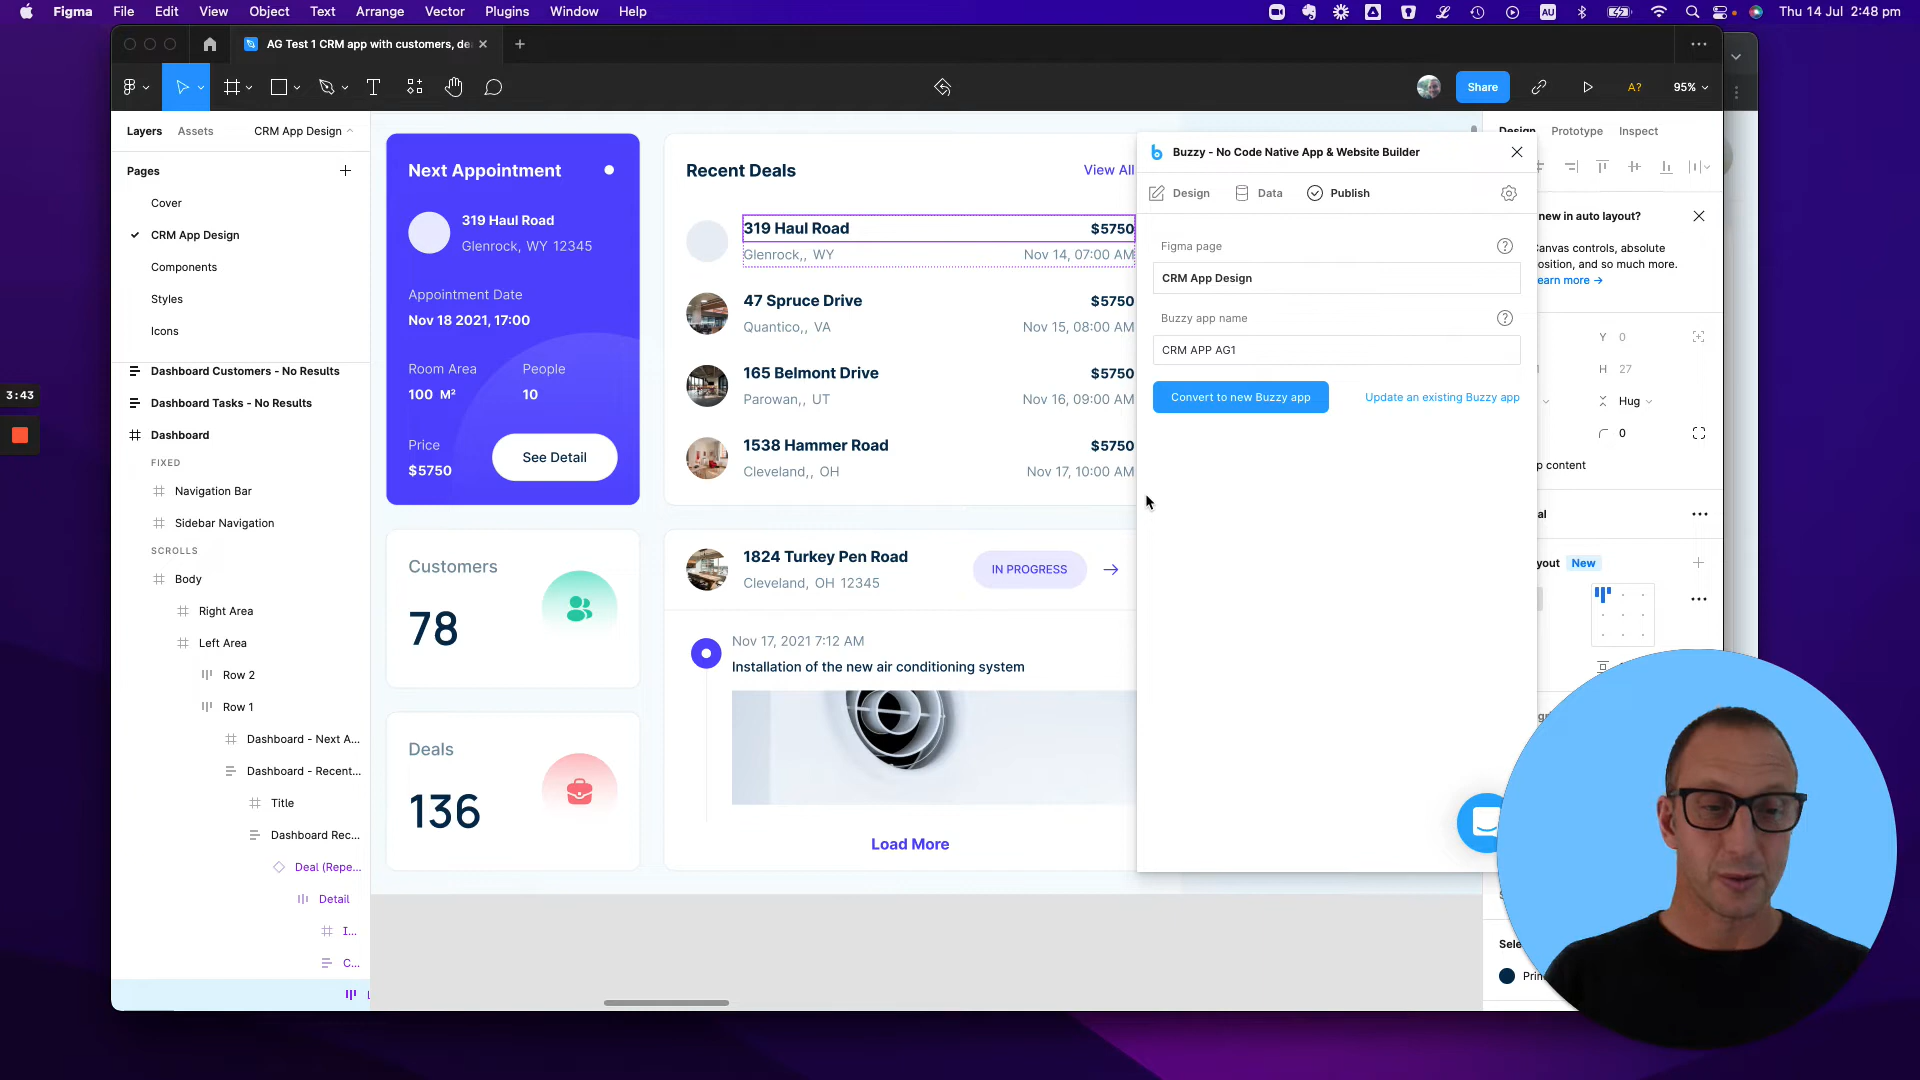 Figma File Edit View Object Text Arrange Vector Plugins Window Help
AU
Thu 14 Jul 2:48 pm
AG Test 1 CRM app with customers, de
Share
A?
95%
Layers Assets CRM App Design
Pages
Cover
CRM App Design
Components
Styles
Icons
Dashboard Customers - No Results
Dashboard Tasks - No Results
Dashboard
FIXED
Navigation Bar
Sidebar Navigation
SCROLLS
Body
Right Area
Left Area
Row 2
Row 1
Dashboard - Next A...
Dashboard - Recent...
Title
Dashboard Rec...
Deal (Repe...
Detail
I...
C...
3:43
Next Appointment
319 Haul Road
Glenrock, WY 12345
Appointment Date
Nov 18 2021, 17:00
Room Area People
100 M² 10
Price
$5750
See Detail
Customers
78
Deals
136
Recent Deals View All
319 Haul Road $5750
Glenrock,, WY Nov 14, 07:00 AM
47 Spruce Drive $5750
Quantico,, VA Nov 15, 08:00 AM
165 Belmont Drive $5750
Parowan,, UT Nov 16, 09:00 AM
1538 Hammer Road $5750
Cleveland,, OH Nov 17, 10:00 AM
1824 Turkey Pen Road
Cleveland, OH 12345
IN PROGRESS
Nov 17, 2021 7:12 AM
Installation of the new air conditioning system
Load More
Buzzy - No Code Native App & Website Builder
Design Data Publish
Figma page
CRM App Design
Buzzy app name
CRM APP AG1
Convert to new Buzzy app
Update an existing Buzzy app
Design Prototype Inspect
new in auto layout?
canvas controls, absolute
position, and so much more.
earn more →
Y 0
H 27
Hug
0
p content
al
yout New
Sele
Prim